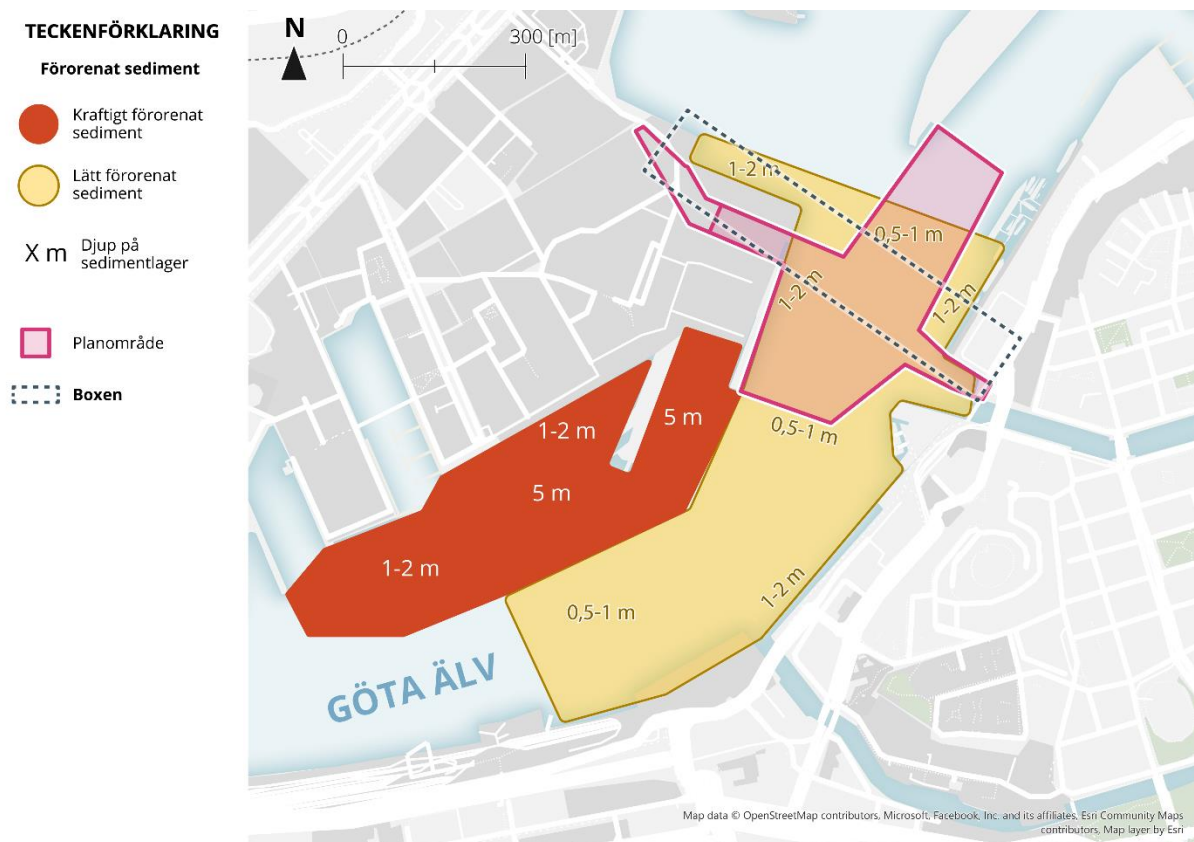 TECKENFÖRKLARING
Förorenat sediment
Kraftigt förorenat
sediment
Lätt förorenat
sediment
X m
Djup på
sedimentlager
Planområde
Boxen
N
0
300 [m]
1-2 m
0,5-1 m
1-2 m
1-2 m
0,5-1 m
1-2 m
5 m
5 m
1-2 m
0,5-1 m
1-2 m
GÖTA ÄLV
Map data © OpenStreetMap contributors, Microsoft, Facebook, Inc. and its affiliates, Esri Community Maps
contributors, Map layer by Esri